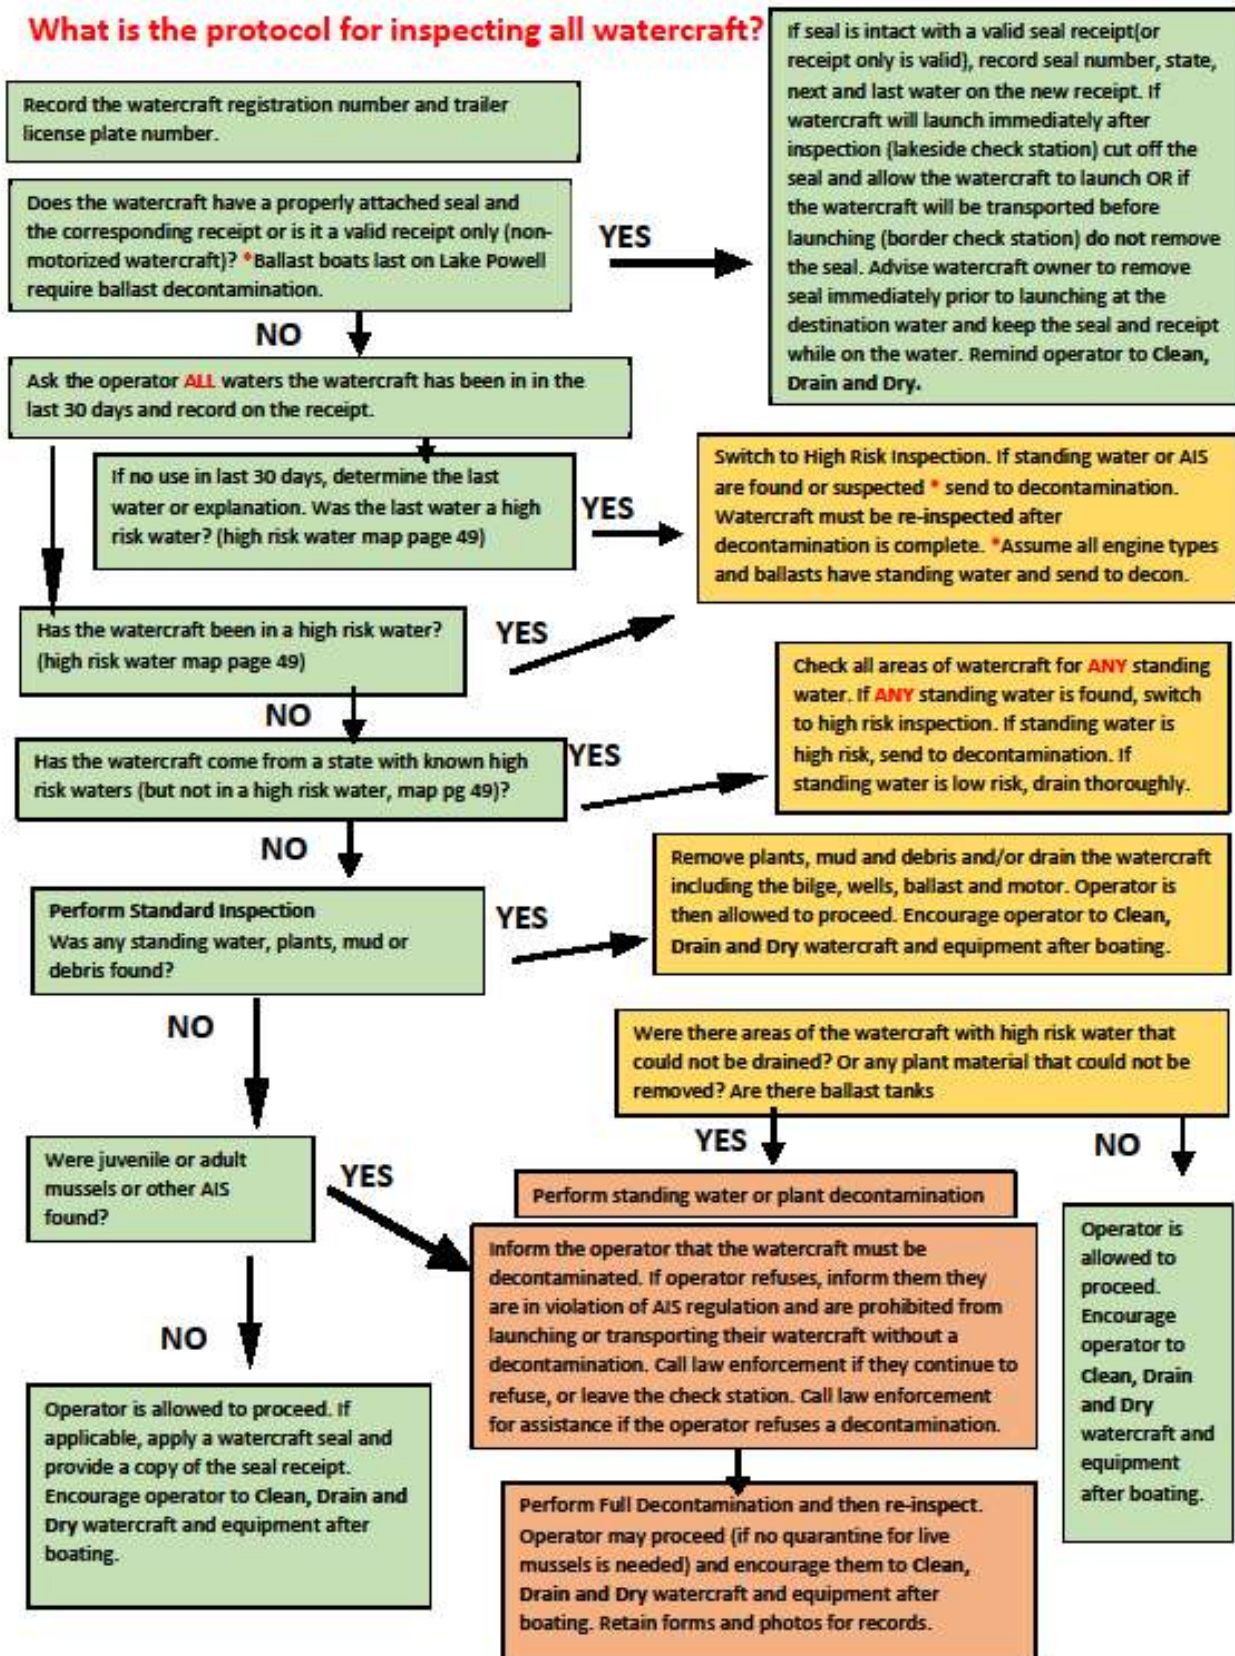 What is the protocol for inspecting all watercraft?
Record the watercraft registration number and trailer
license plate number.
Does the watercraft have a properly attached seal and
the corresponding receipt or is it a valid receipt only (non-
motorized watercraft)? *Ballast boats last on Lake Powell
require ballast decontamination.
YES
If seal is intact with a valid seal receipt(or
receipt only is valid), record seal number, state,
next and last water on the new receipt. If
watercraft will launch immediately after
inspection (lakeside check station) cut off the
seal and allow the watercraft to launch OR if
the watercraft will be transported before
launching (border check station) do not remove
the seal. Advise watercraft owner to remove
seal immediately prior to launching at the
destination water and keep the seal and receipt
while on the water. Remind operator to Clean,
Drain and Dry.
NO
Ask the operator ALL waters the watercraft has been in in the
last 30 days and record on the receipt.
If no use in last 30 days, determine the last
water or explanation. Was the last water a high
risk water? (high risk water map page 49)
YES
Switch to High Risk Inspection. If standing water or AIS
are found or suspected * send to decontamination.
Watercraft must be re-inspected after
decontamination is complete. *Assume all engine types
and ballasts have standing water and send to decon.
Has the watercraft been in a high risk water?
(high risk water map page 49)
YES
NO
Has the watercraft come from a state with known high
risk waters (but not in a high risk water, map pg 49)?
YES
Check all areas of watercraft for ANY standing
water. If ANY standing water is found, switch
to high risk inspection. If standing water is
high risk, send to decontamination. If
standing water is low risk, drain thoroughly.
NO
Perform Standard Inspection
Was any standing water, plants, mud or
debris found?
YES
Remove plants, mud and debris and/or drain the watercraft
including the bilge, wells, ballast and motor. Operator is
then allowed to proceed. Encourage operator to Clean,
Drain and Dry watercraft and equipment after boating.
NO
Were there areas of the watercraft with high risk water that
could not be drained? Or any plant material that could not be
removed? Are there ballast tanks
YES
NO
Were juvenile or adult
mussels or other AIS
found?
YES
Perform standing water or plant decontamination
Inform the operator that the watercraft must be
decontaminated. If operator refuses, inform them they
are in violation of AIS regulation and are prohibited from
launching or transporting their watercraft without a
decontamination. Call law enforcement if they continue to
refuse, or leave the check station. Call law enforcement
for assistance if the operator refuses a decontamination.
Operator is
allowed to
proceed.
Encourage
operator to
Clean, Drain
and Dry
watercraft and
equipment
after boating.
NO
Operator is allowed to proceed. If
applicable, apply a watercraft seal and
provide a copy of the seal receipt.
Encourage operator to Clean, Drain and
Dry watercraft and equipment after
boating.
Perform Full Decontamination and then re-inspect.
Operator may proceed (if no quarantine for live
mussels is needed) and encourage them to Clean,
Drain and Dry watercraft and equipment after
boating. Retain forms and photos for records.